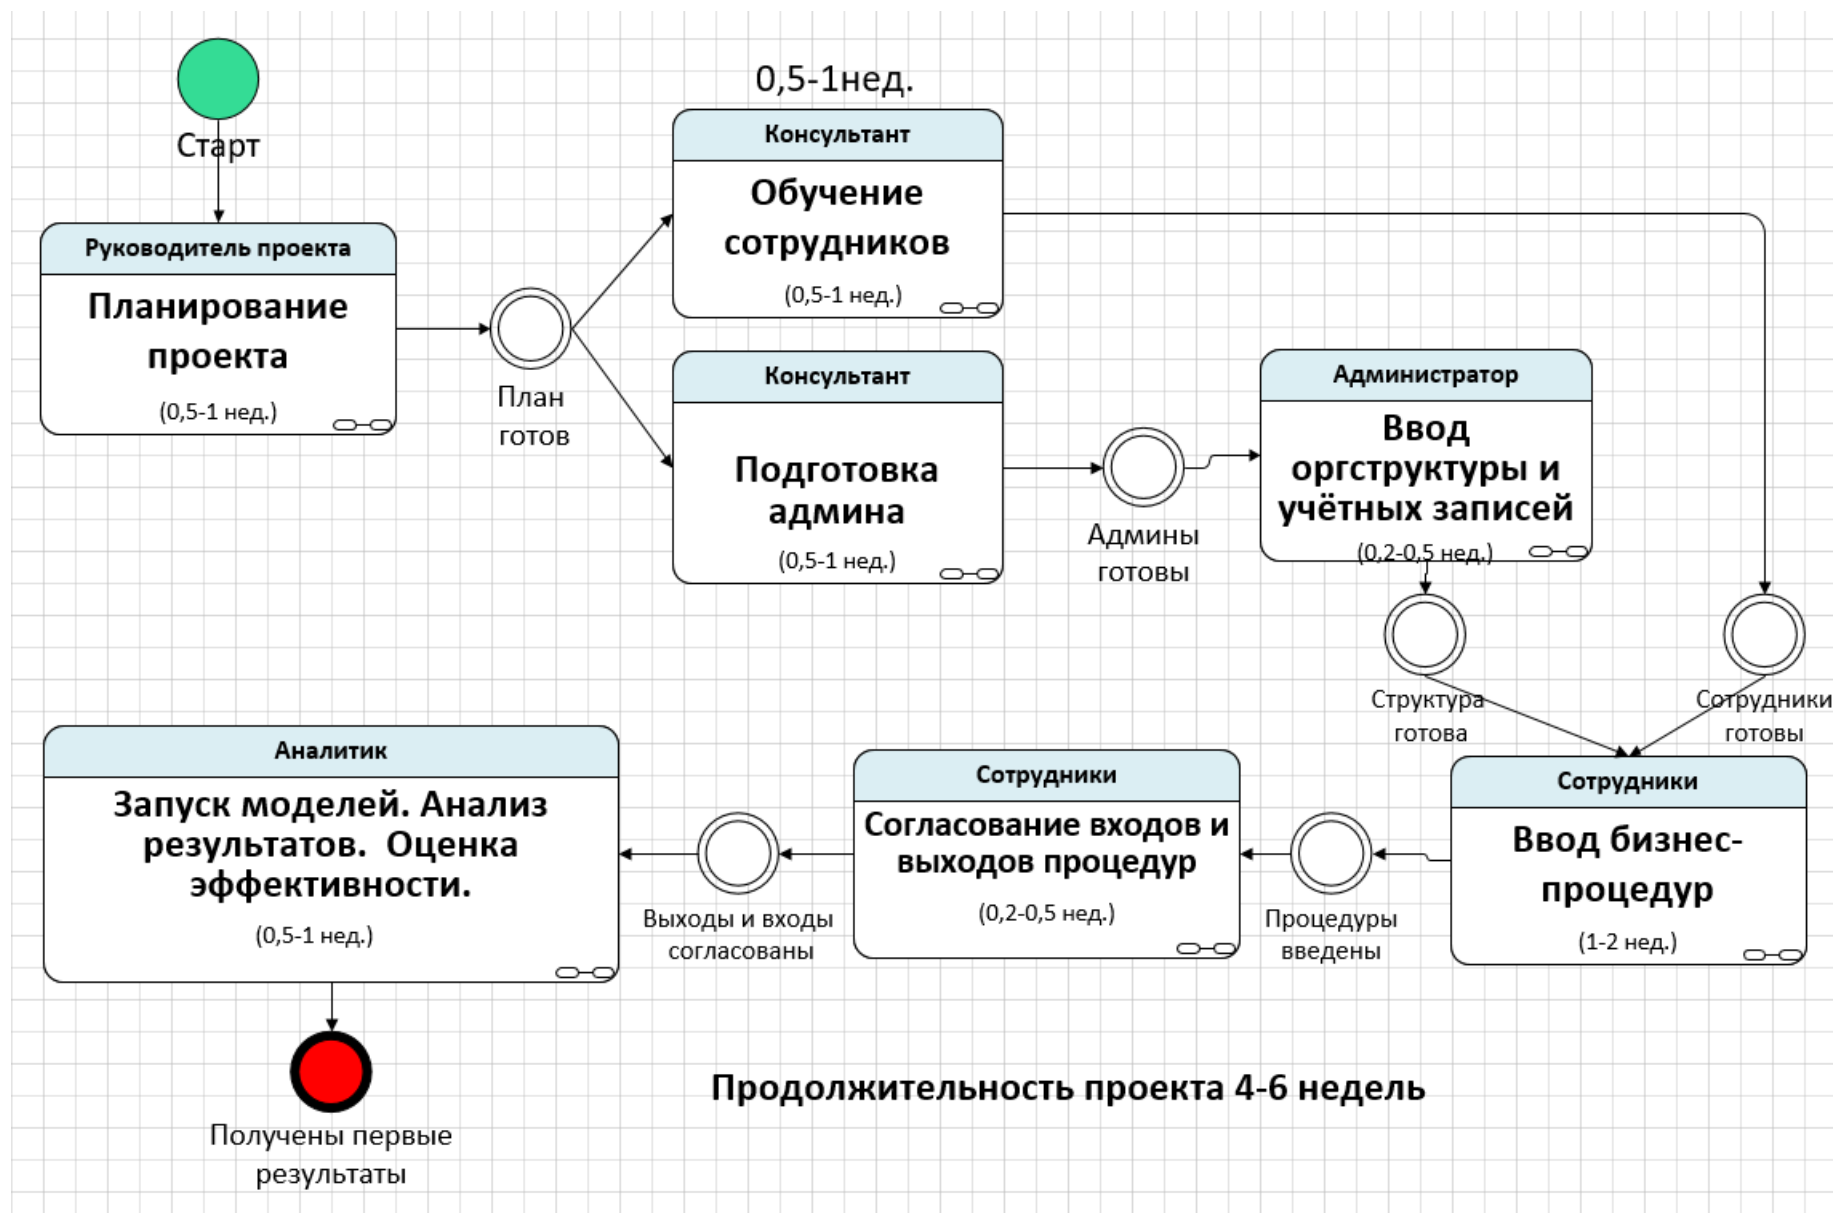 Старт
0,5-1нед.
Консультант
Обучение
сотрудников
(0,5-1 нед.)
Руководитель проекта
Планирование
проекта
(0,5-1 нед.)
План
готов
Консультант
Подготовка
админа
(0,5-1 нед.)
Админы
готовы
Администратор
Ввод
оргструктуры и
учётных записей
(0,2-0,5 нед.)
Структура
готова
Сотрудники
готовы
Сотрудники
Ввод бизнес-
процедур
(1-2 нед.)
Процедуры
введены
Сотрудники
Согласование входов и
выходов процедур
(0,2-0,5 нед.)
Выходы и входы
согласованы
Аналитик
Запуск моделей. Анализ
результатов.  Оценка
эффективности.
(0,5-1 нед.)
Получены первые
результаты
Продолжительность проекта 4-6 недель